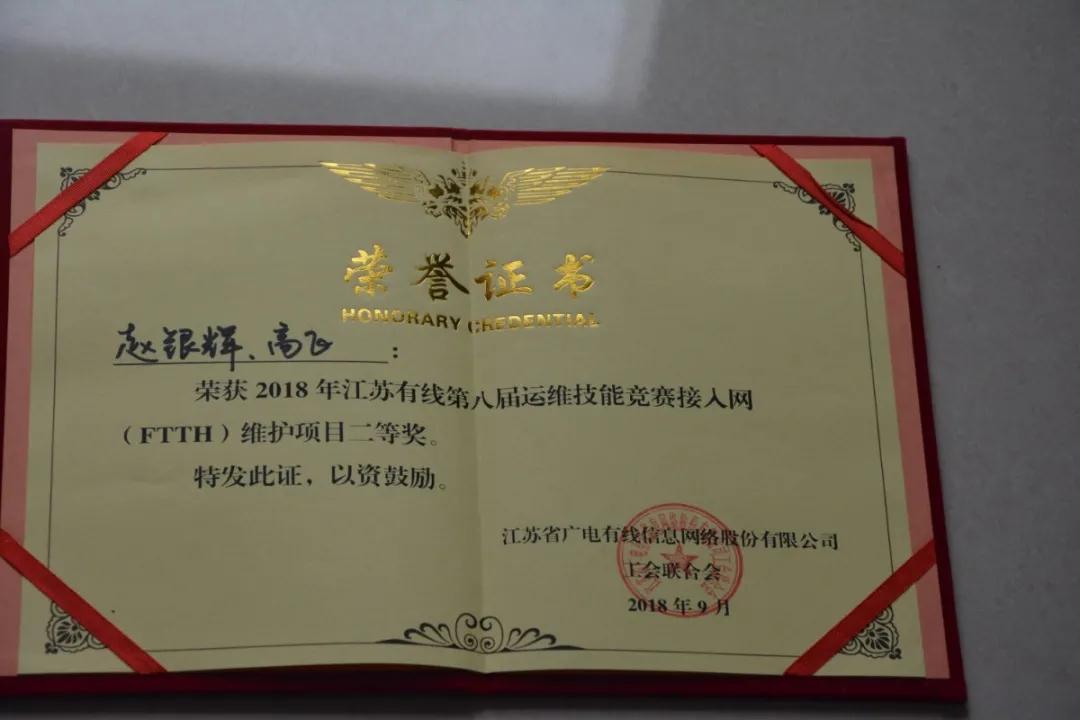 荣誉证书
HONORARY CREDENTIAL
赵银辉、高飞：
荣获 2018 年江苏有线第八届运维技能竞赛接入网
（FTTH）维护项目二等奖。
特发此证，以资鼓励。
江苏省广电有线信息网络股份有限公司
工会联合会
2018 年 9 月